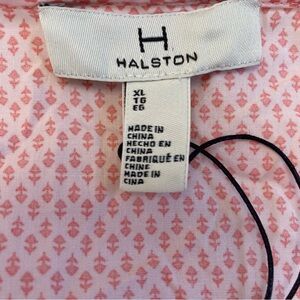 H
HALSTON
XL
TG
EG
MADE IN
CHINA
HECHO EN
CHINA
FABRIQUÉ EN
CHINE
MADE IN
CINA